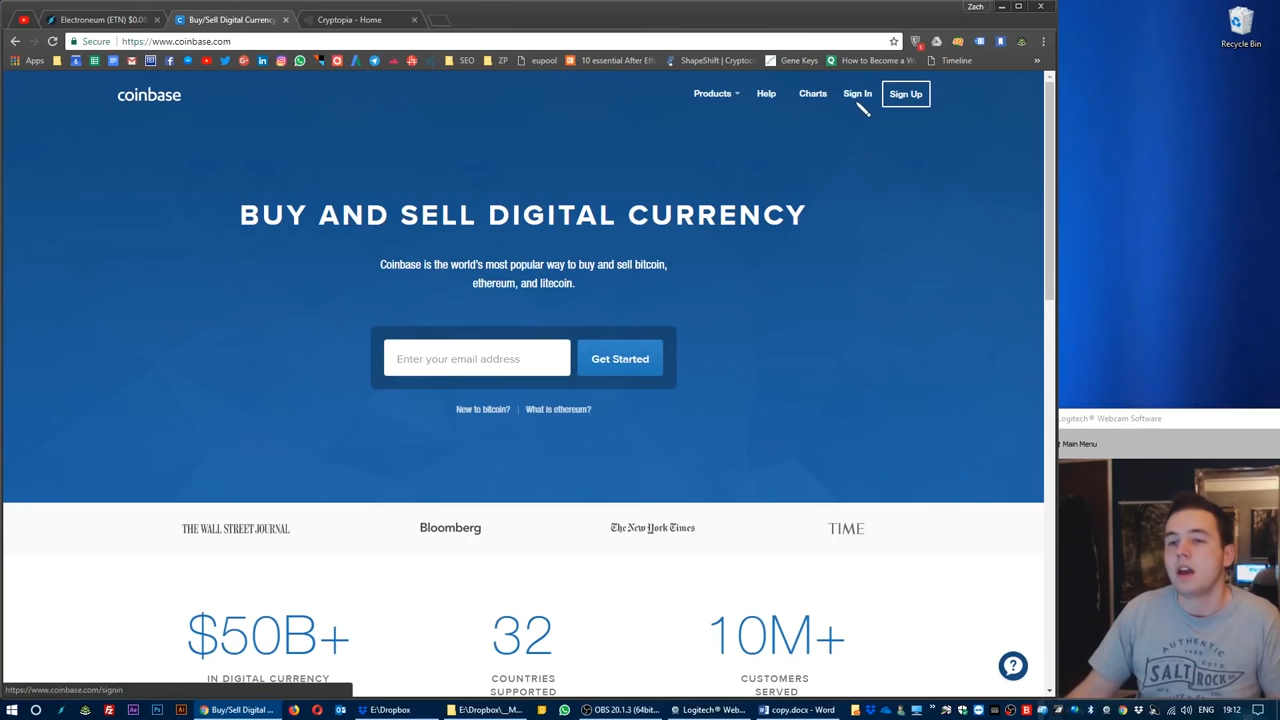 Zach
Electroneum (ETN) $0.08
Buy/Sell Digital Currency
Cryptopia - Home
Secure
https://www.coinbase.com
Apps
SEO
ZP
eupool
10 essential After Eff
ShapeShift | Cryptoc
Gene Keys
How to Become a W
Timeline
Recycle Bin
coinbase
Products
Help
Charts
Sign In
Sign Up
BUY AND SELL DIGITAL CURRENCY
Coinbase is the world's most popular way to buy and sell bitcoin,
ethereum, and litecoin.
Enter your email address
Get Started
New to bitcoin?
What is ethereum?
Logitech® Webcam Software
Main Menu
THE WALL STREET JOURNAL
Bloomberg
The New York Times
TIME
$50B+
32
10M+
IN DIGITAL CURRENCY
COUNTRIES
SUPPORTED
CUSTOMERS
SERVED
AUTHENTIC
SALT
https://www.coinbase.com/signin
Buy/Sell Digital ...
E:\Dropbox
E:\Dropbox\__M...
OBS 20.1.3 (64bit...
Logitech® Web...
copy.docx - Word
ENG
19:12